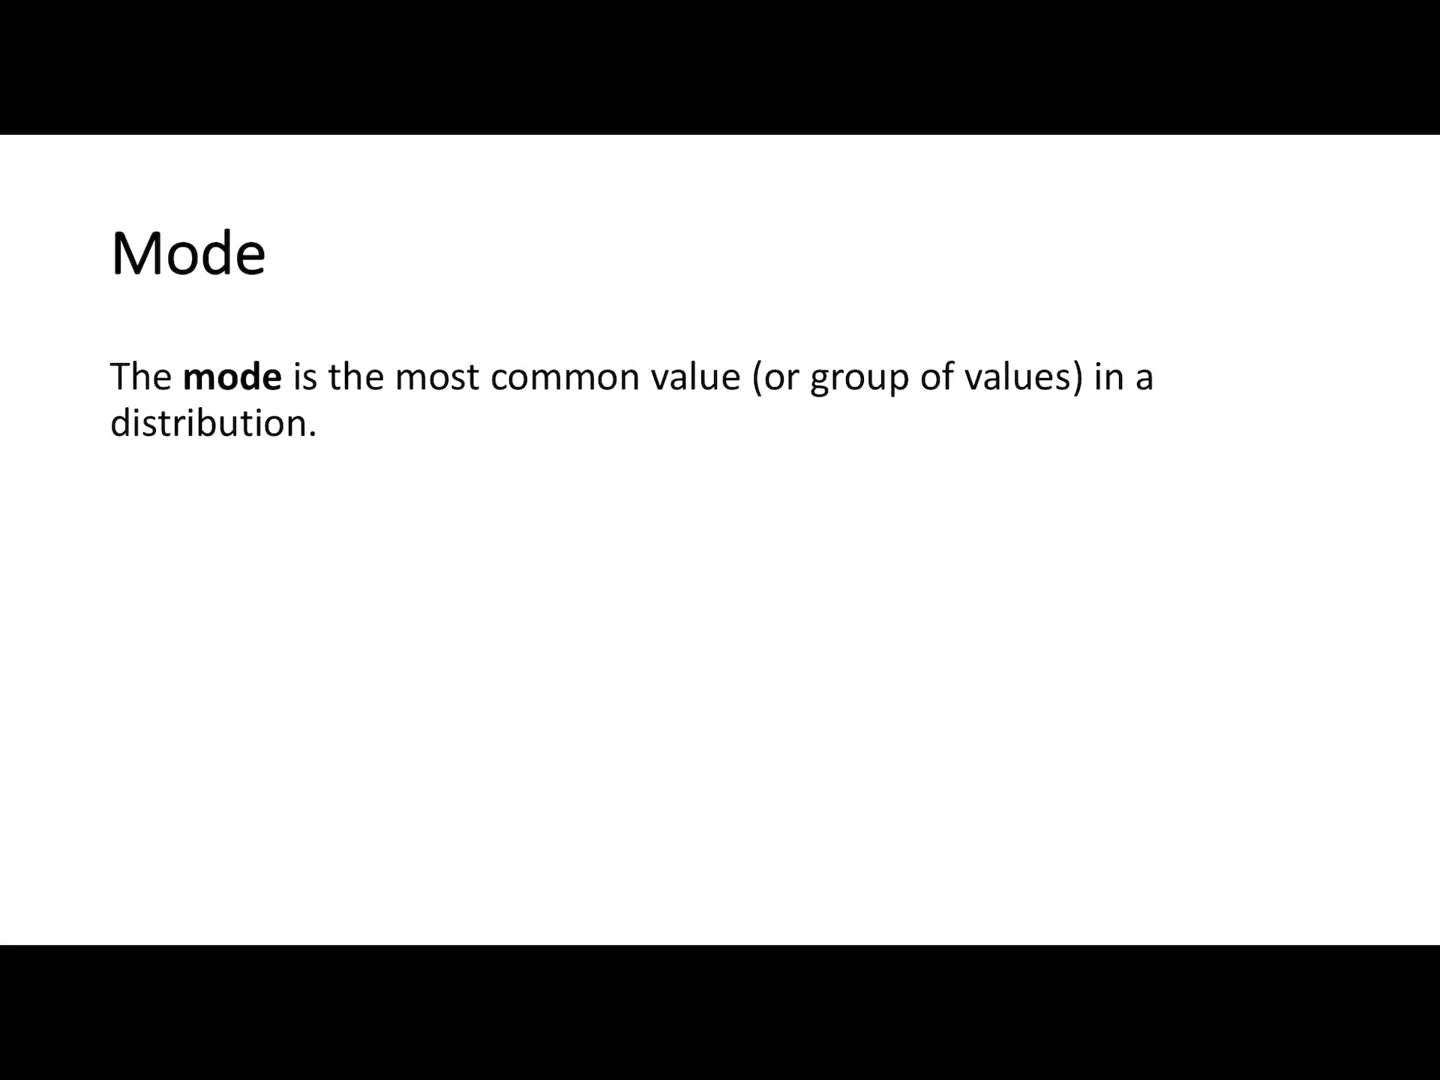 Mode
The mode is the most common value (or group of values) in a
distribution.